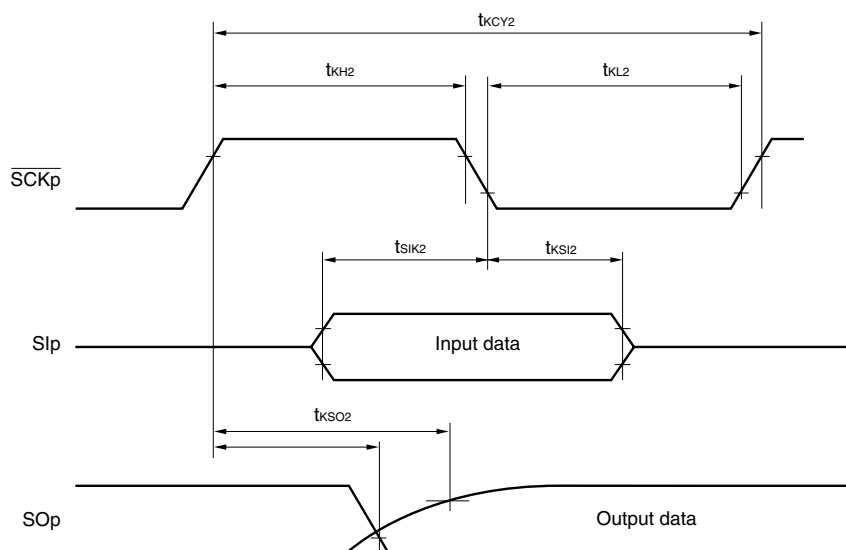 tKCY2
tKH2
tKL2
SCKp
tSIK2
tKSI2
SIp
Input data
tKSO2
SOp
Output data